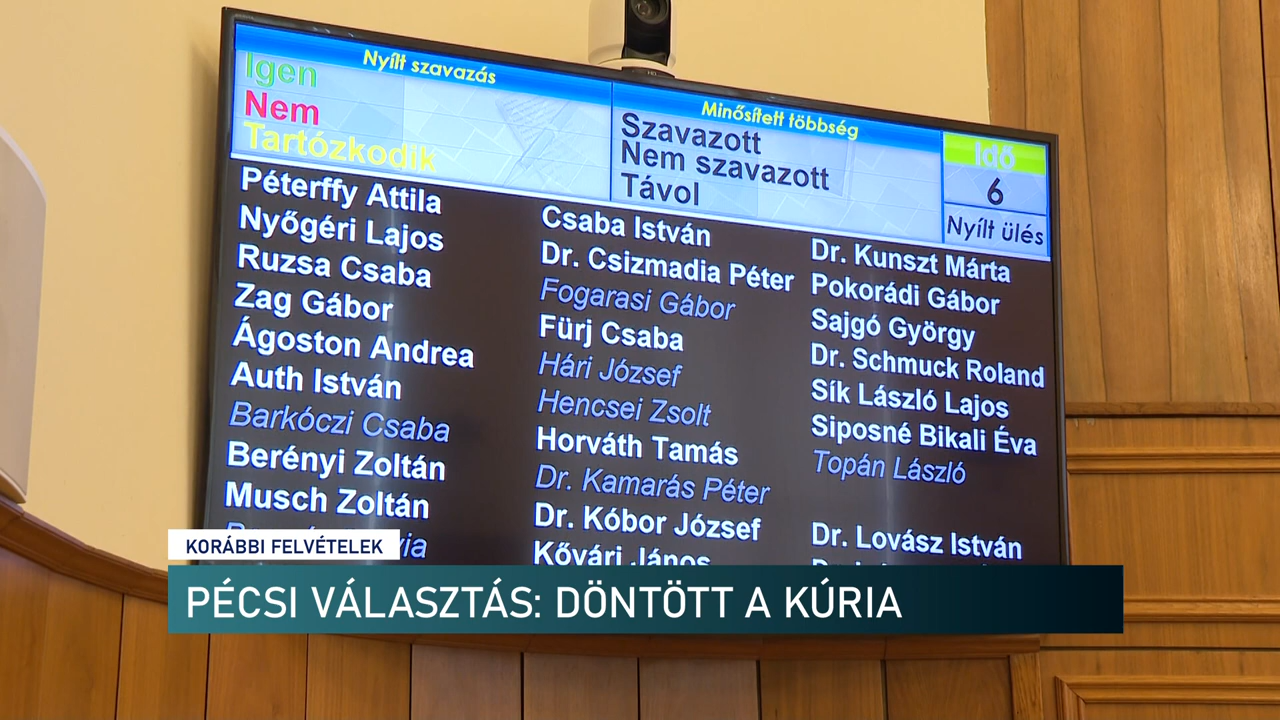 Nyílt szavazás
Igen
Nem
Tartózkodik
Minősített többség
Szavazott
Nem szavazott
Távol
Idő
6
Nyílt ülés
Péterffy Attila
Nyőgéri Lajos
Ruzsa Csaba
Zag Gábor
Ágoston Andrea
Auth István
Barkóczi Csaba
Berényi Zoltán
Musch Zoltán
Csaba István
Dr. Csizmadia Péter
Fogarasi Gábor
Fürj Csaba
Hári József
Hencsei Zsolt
Horváth Tamás
Dr. Kamarás Péter
Dr. Kóbor József
Kővári János
Dr. Kunszt Márta
Pokorádi Gábor
Sajgó György
Dr. Schmuck Roland
Sík László Lajos
Siposné Bikali Éva
Topán László
Dr. Lovász István
KORÁBBI FELVÉTELEK
PÉCSI VÁLASZTÁS: DÖNTÖTT A KÚRIA